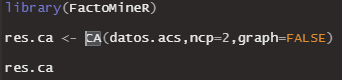 library(FactoMineR)
res.ca <- CA(datos.acs,ncp=2,graph=FALSE)
res.ca